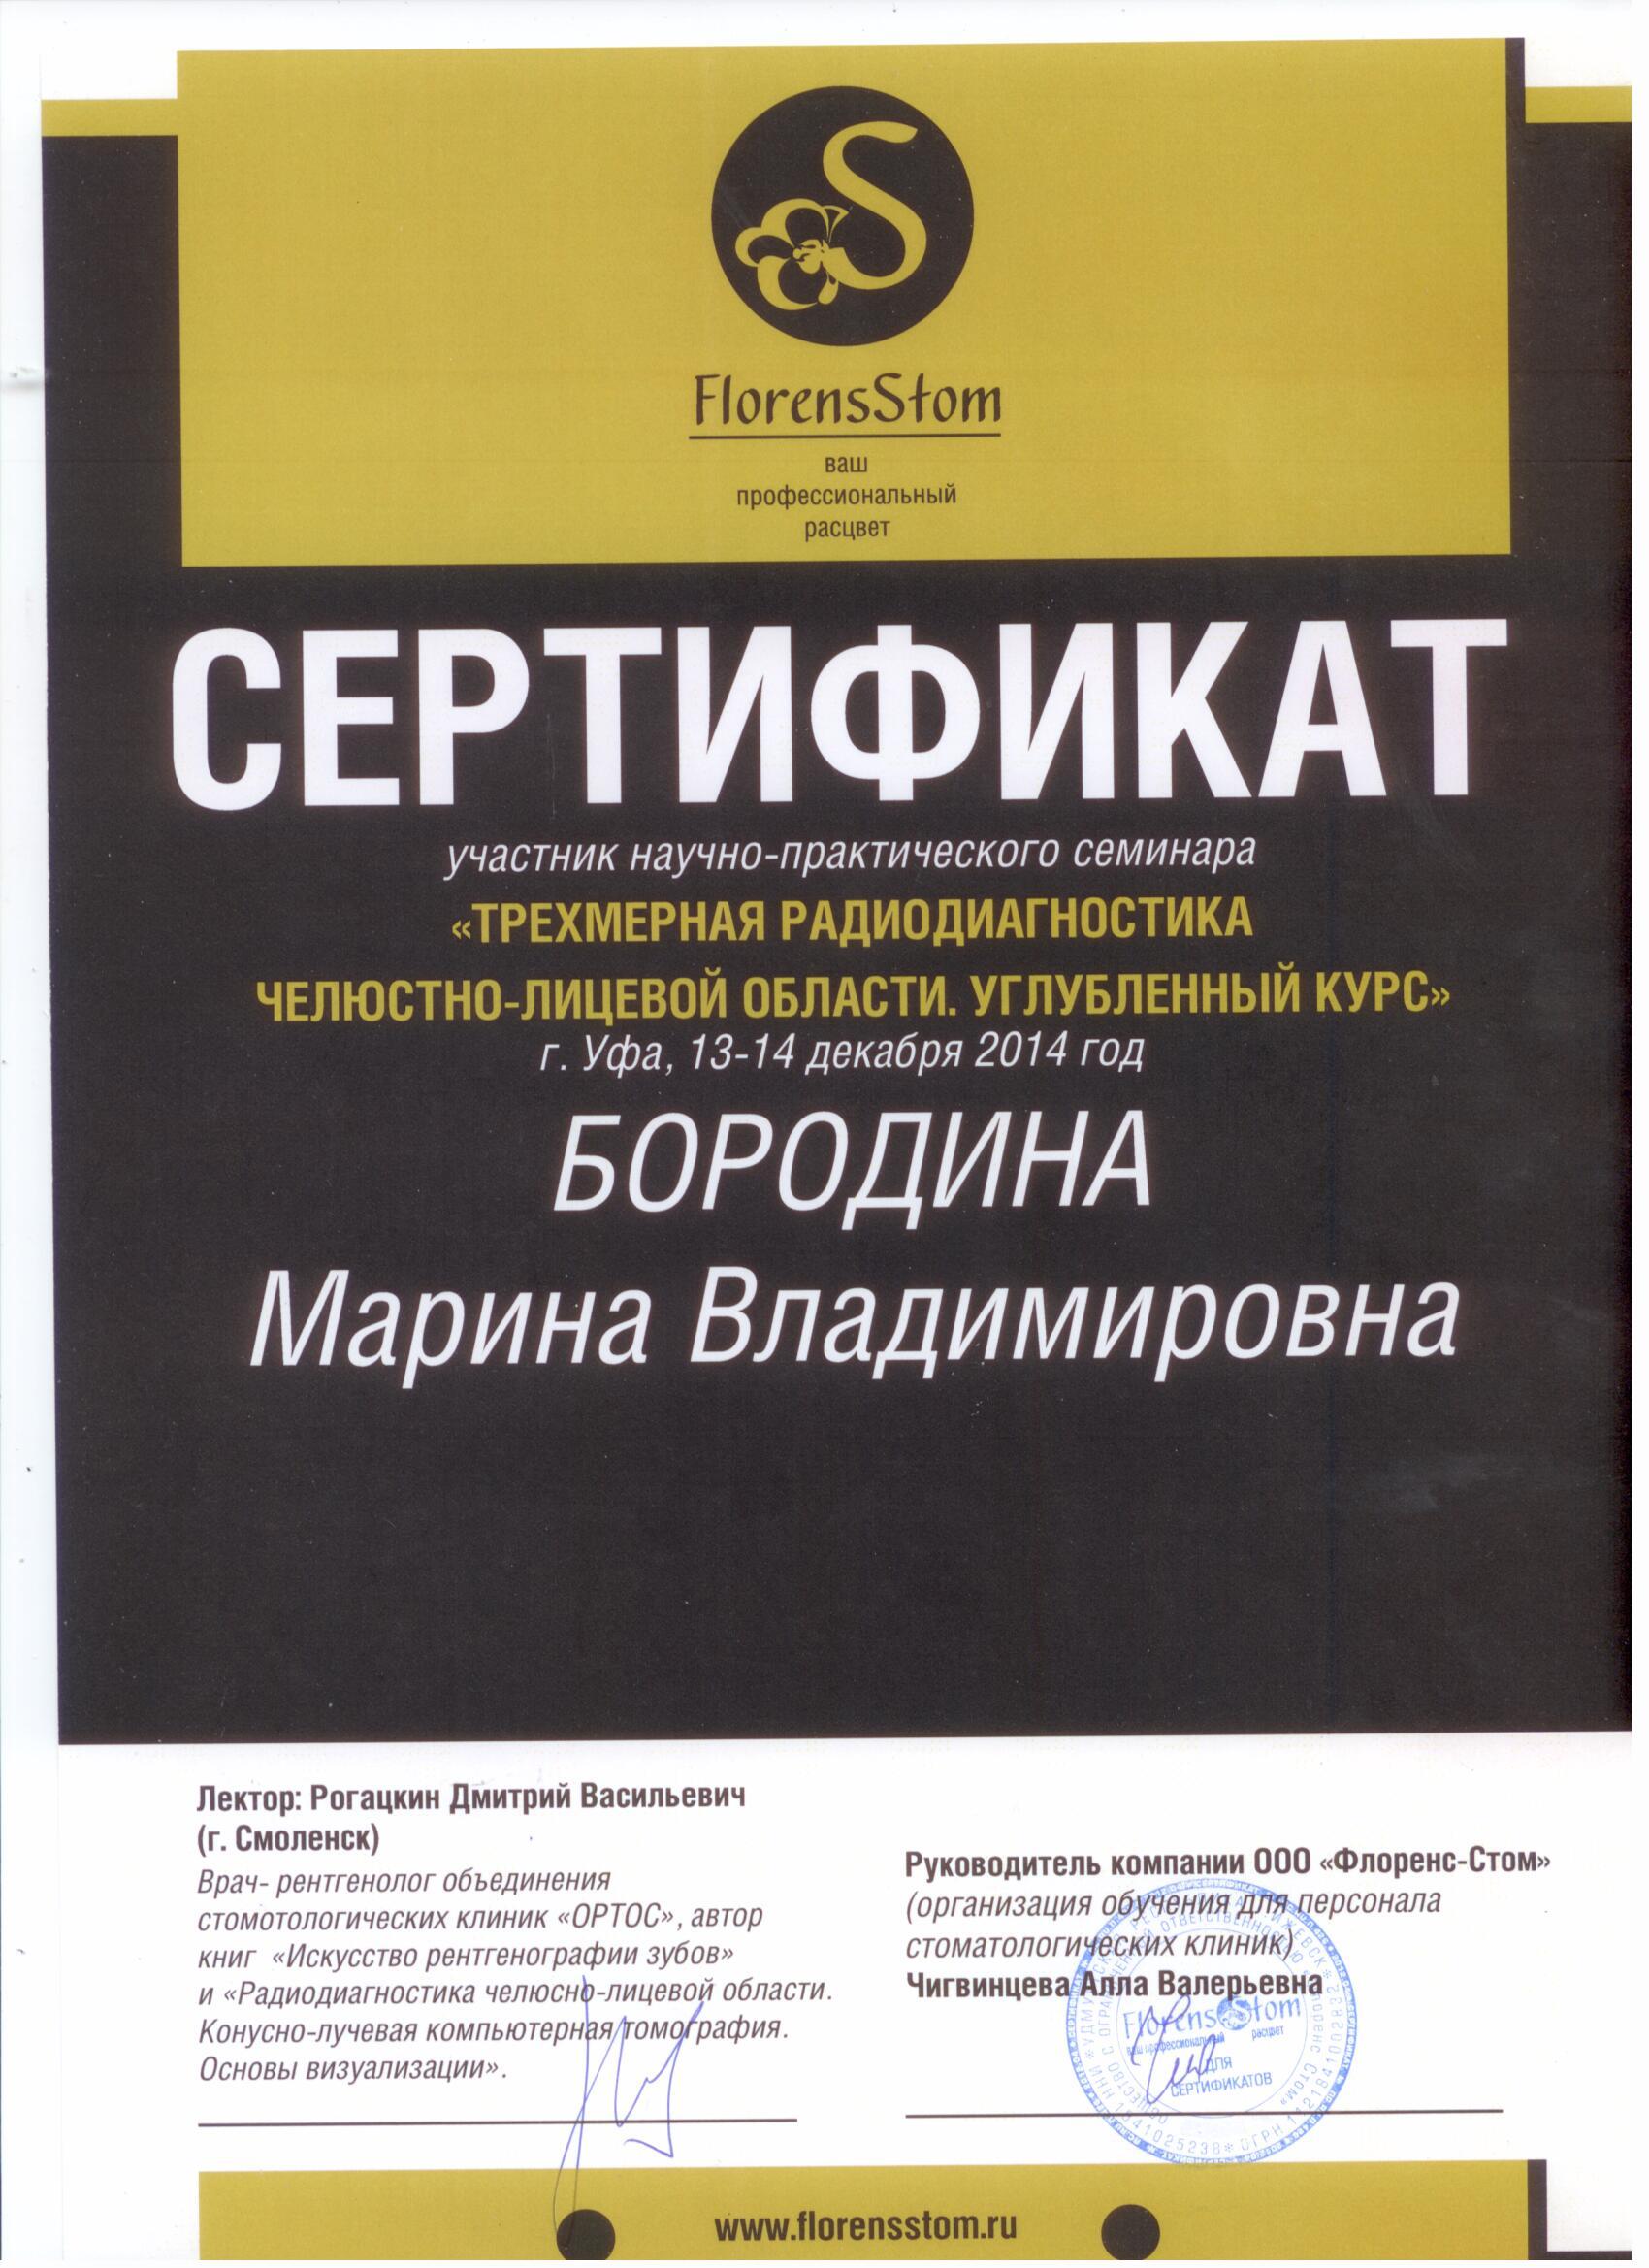 FlorensStom
ваш
профессиональный
расцвет
СЕРТИФИКАТ
участник научно-практического семинара
«ТРЕХМЕРНАЯ РАДИОДИАГНОСТИКА
ЧЕЛЮСТНО-ЛИЦЕВОЙ ОБЛАСТИ. УГЛУБЛЕННЫЙ КУРС»
г. Уфа, 13-14 декабря 2014 год
БОРОДИНА
Марина Владимировна
Лектор: Рогацкин Дмитрий Васильевич
(г. Смоленск)
Врач- рентгенолог объединения
стомотологических клиник «ОРТОС», автор
книг «Искусство рентгенографии зубов»
и «Радиодиагностика челюсно-лицевой области.
Конусно-лучевая компьютерная томография.
Основы визуализации».
Руководитель компании ООО «Флоренс-Стом»
(организация обучения для персонала
стоматологических клиник)
Чигвинцева Алла Валерьевна
FlorensStom
ваш профессиональный расцвет
ДЛЯ
СЕРТИФИКАТОВ
www.florensstom.ru